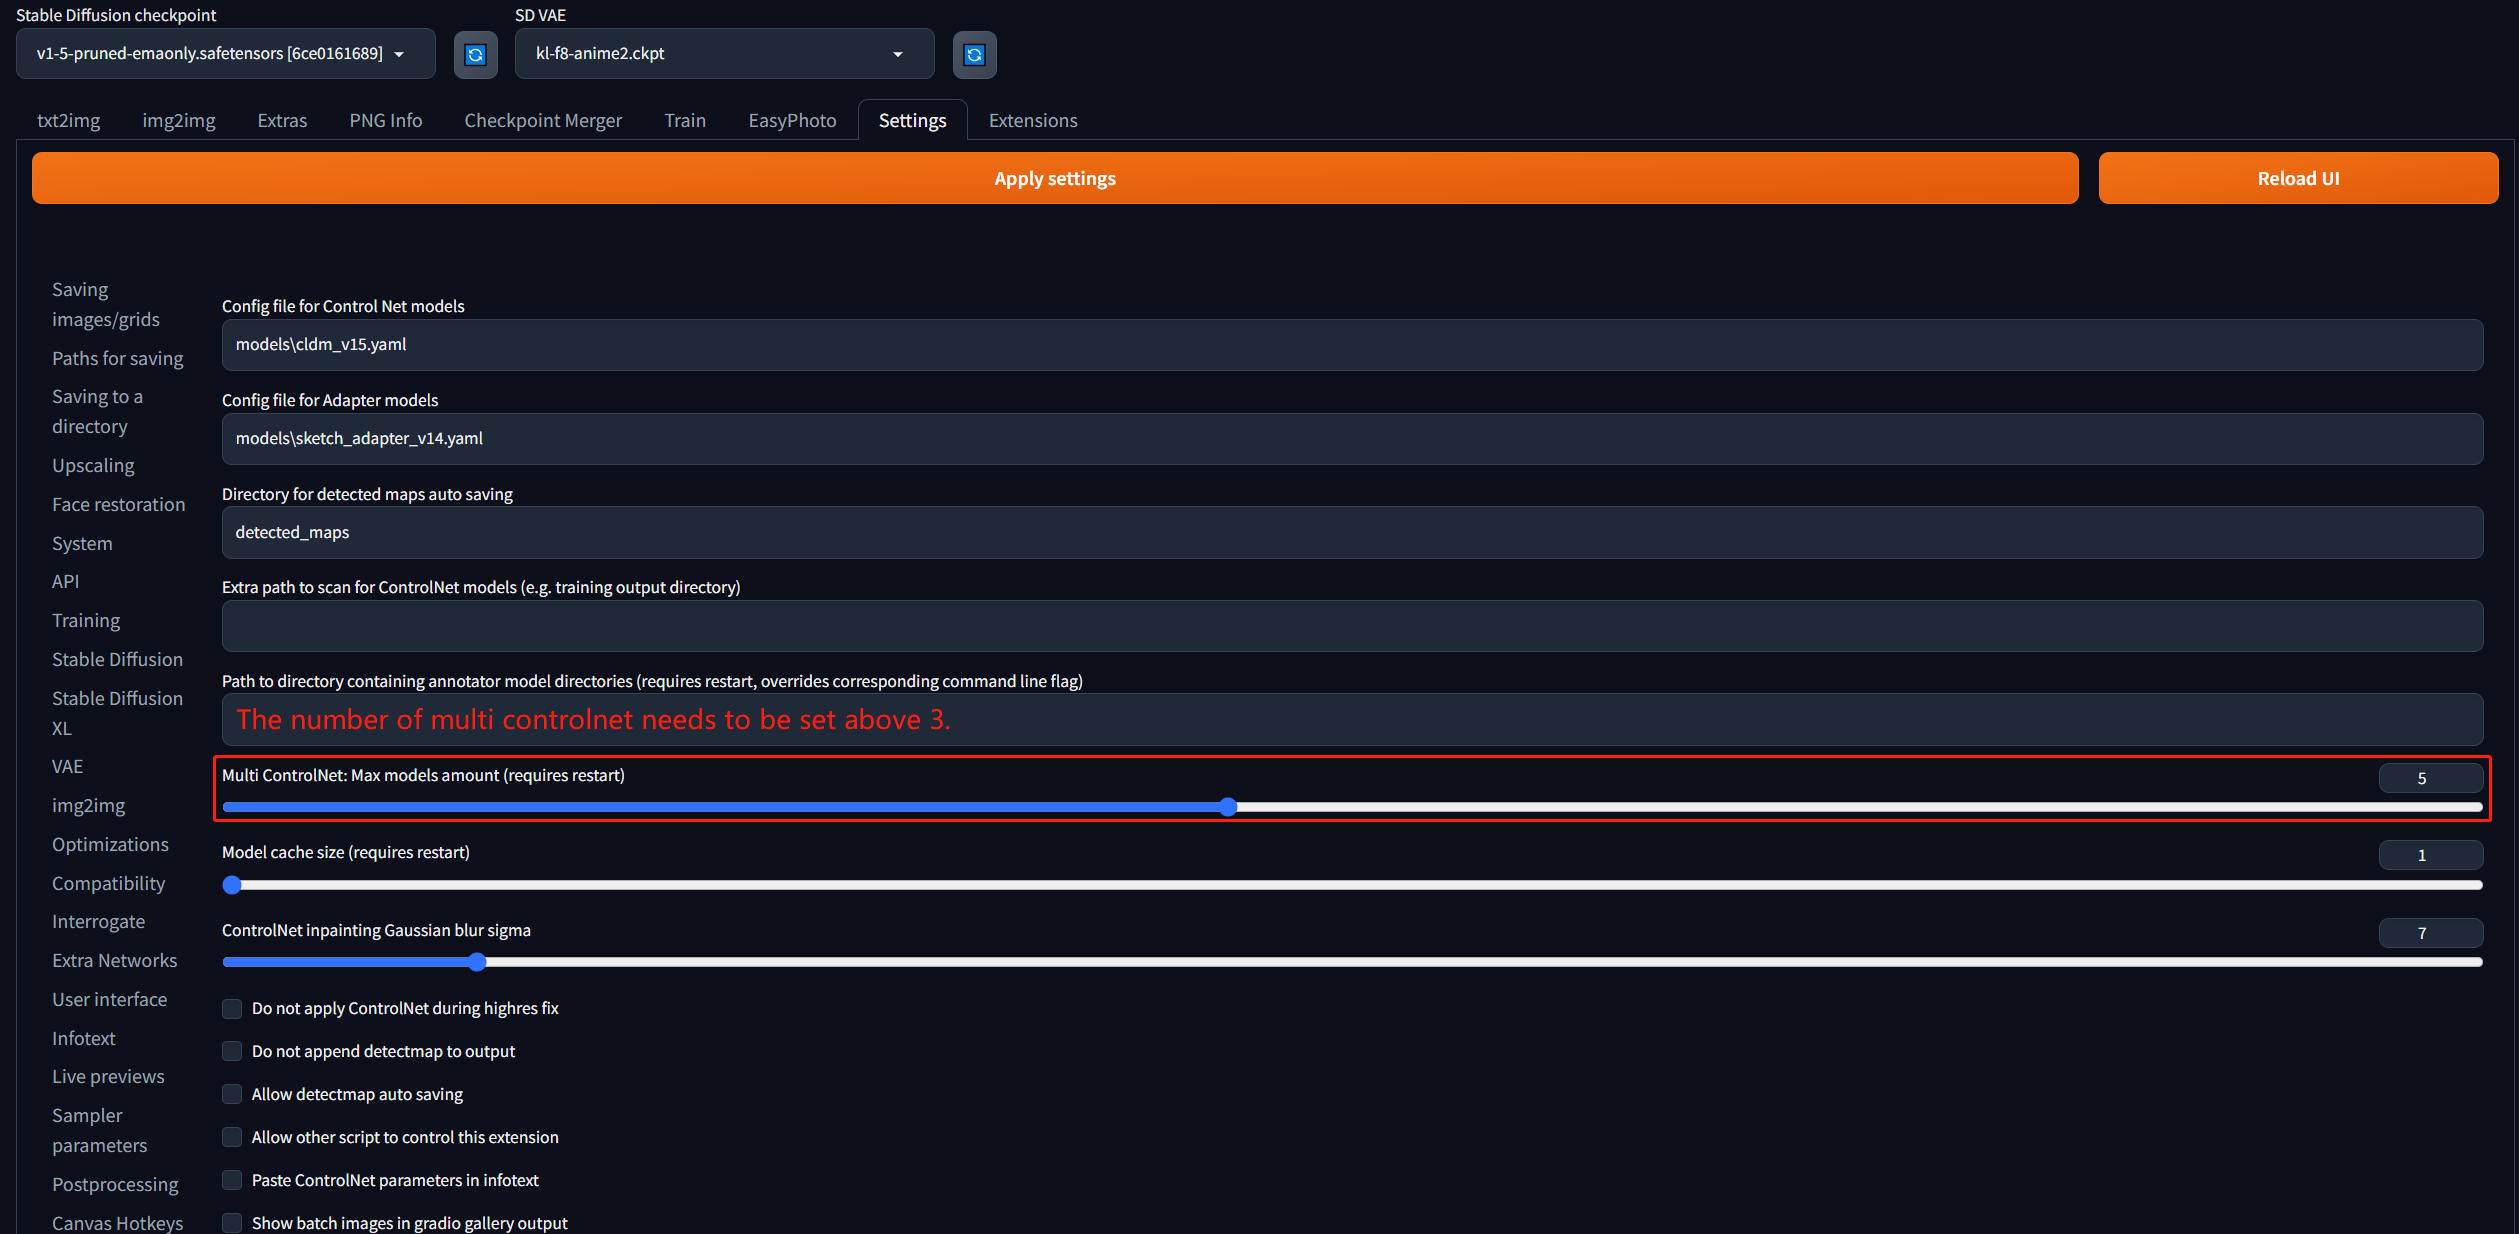 Stable Diffusion checkpoint
SD VAE
v1-5-pruned-emaonly.safetensors [6ce0161689]
kl-f8-anime2.ckpt
txt2img
img2img
Extras
PNG Info
Checkpoint Merger
Train
EasyPhoto
Settings
Extensions
Apply settings
Reload UI
Saving
images/grids
Paths for saving
Saving to a
directory
Upscaling
Face restoration
System
API
Training
Stable Diffusion
Stable Diffusion
XL
VAE
img2img
Optimizations
Compatibility
Interrogate
Extra Networks
User interface
Infotext
Live previews
Sampler
parameters
Postprocessing
Canvas Hotkeys
Config file for Control Net models
models\cldm_v15.yaml
Config file for Adapter models
models\sketch_adapter_v14.yaml
Directory for detected maps auto saving
detected_maps
Extra path to scan for ControlNet models (e.g. training output directory)
Path to directory containing annotator model directories (requires restart, overrides corresponding command line flag)
The number of multi controlnet needs to be set above 3.
Multi ControlNet: Max models amount (requires restart)
5
Model cache size (requires restart)
1
ControlNet inpainting Gaussian blur sigma
7
Do not apply ControlNet during highres fix
Do not append detectmap to output
Allow detectmap auto saving
Allow other script to control this extension
Paste ControlNet parameters in infotext
Show batch images in gradio gallery output